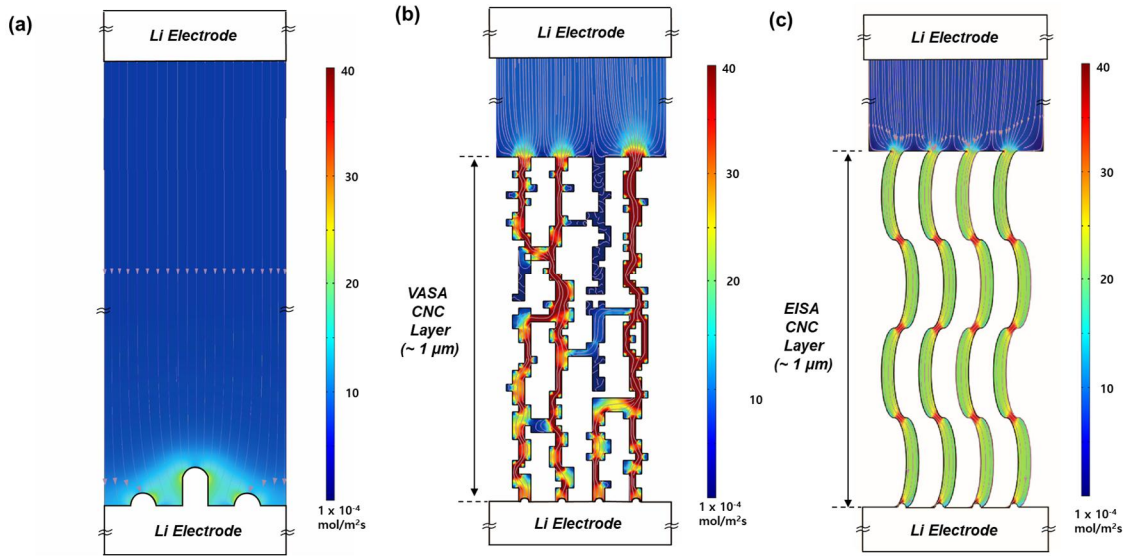 (a)
Li Electrode
40
30
20
10
1 x 10⁻⁴
mol/m²s
Li Electrode
(b)
Li Electrode
40
30
20
10
VASA
CNC
Layer
(~ 1 µm)
1 x 10⁻⁴
mol/m²s
Li Electrode
(c)
Li Electrode
40
30
20
10
EISA
CNC
Layer
(~ 1 µm)
1 x 10⁻⁴
mol/m²s
Li Electrode
10